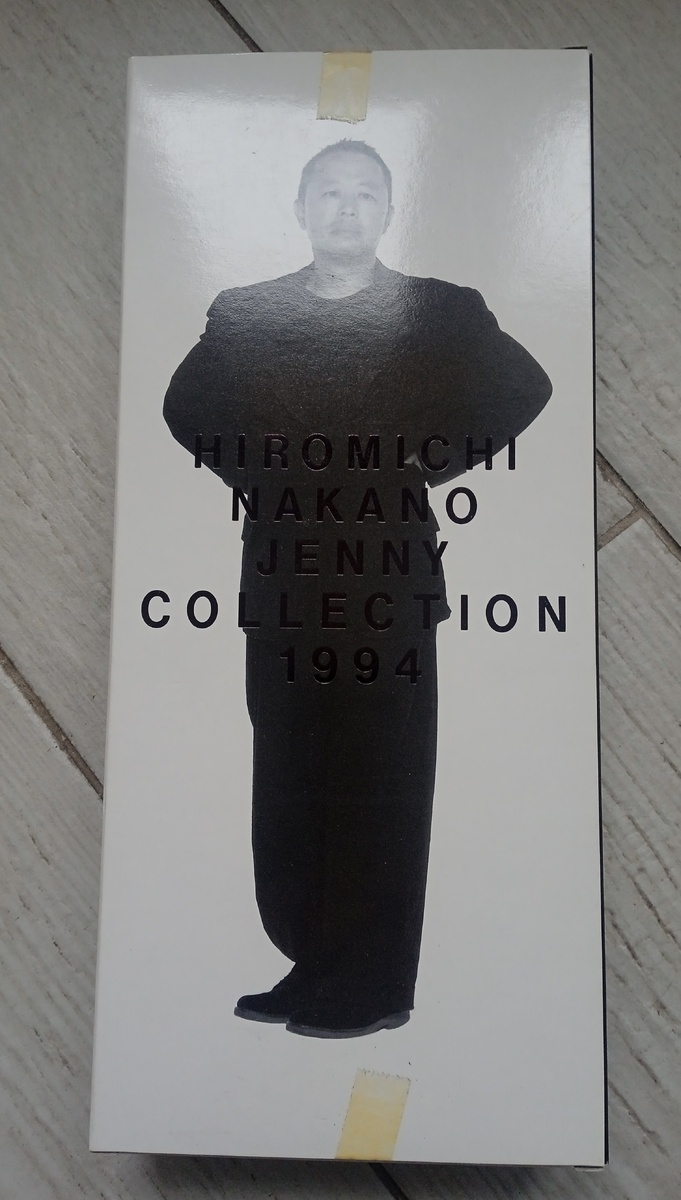 HIROMICHI
NAKANO
JENNY
COLLECTION
1994